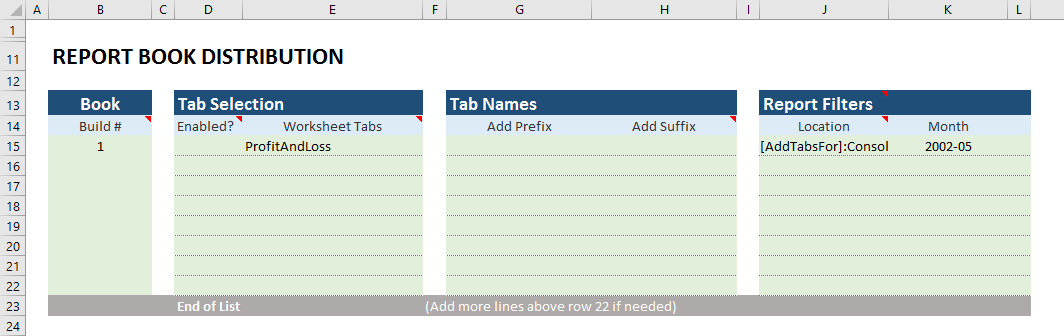 A B C D E F G H I J K L
1
11 REPORT BOOK DISTRIBUTION
12
13 Book Tab Selection Tab Names Report Filters
14 Build # Enabled? Worksheet Tabs Add Prefix Add Suffix Location Month
15 1 ProfitAndLoss [AddTabsFor]:Consol 2002-05
16
17
18
19
20
21
22
23 End of List (Add more lines above row 22 if needed)
24